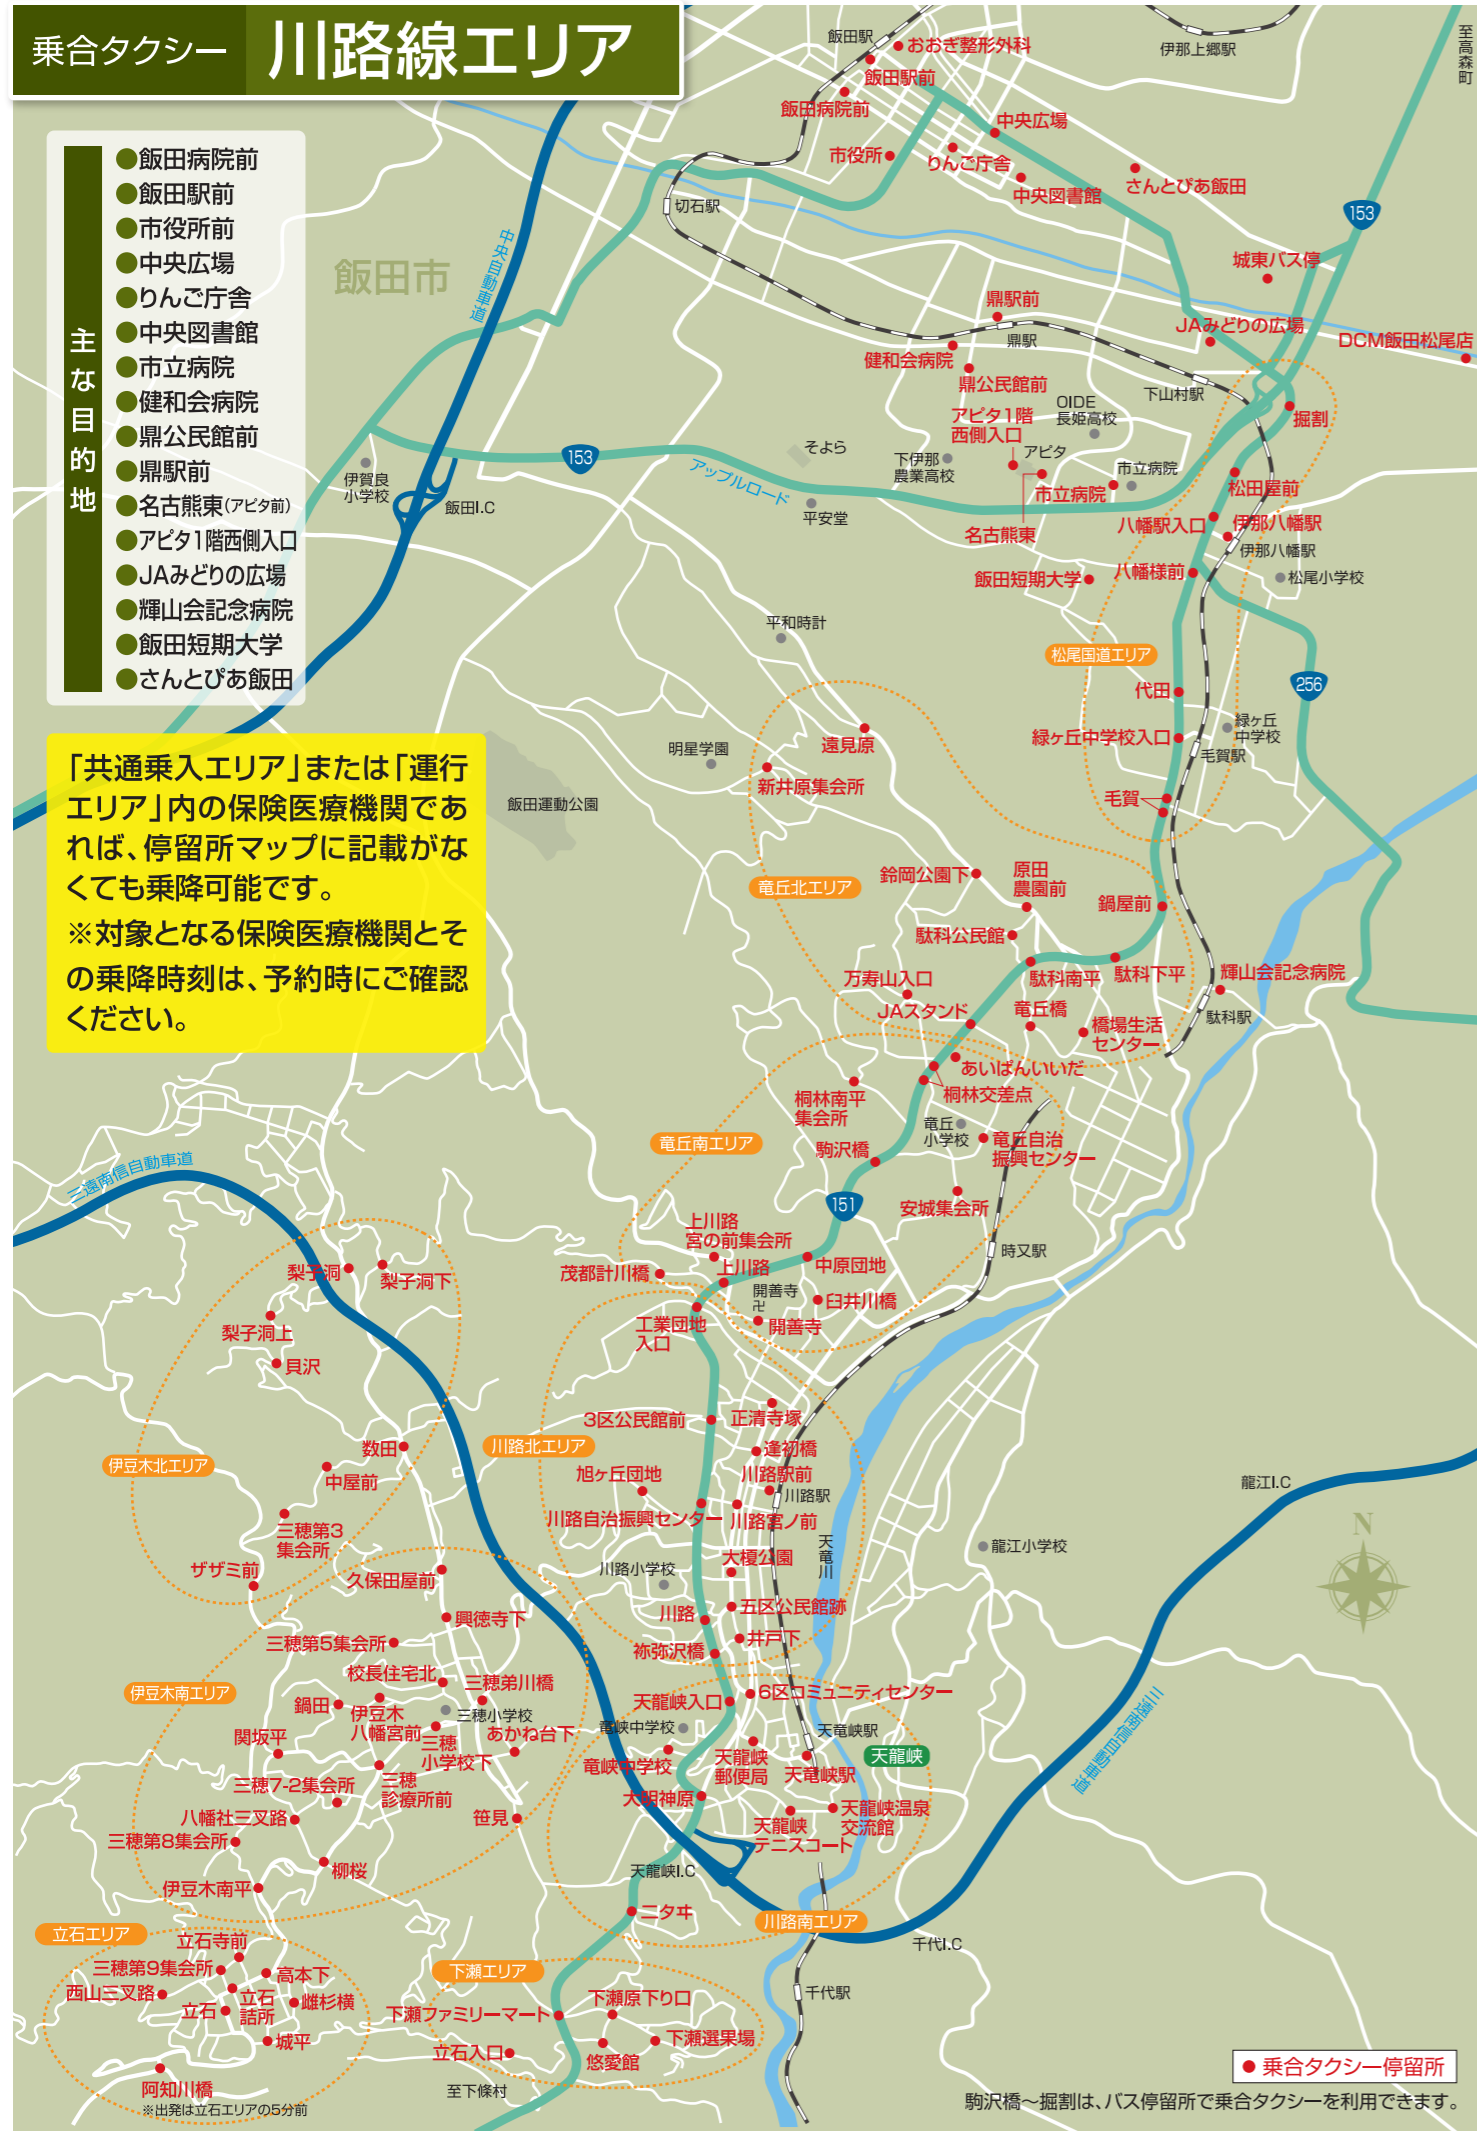 乗合タクシー 川路線エリア
主な目的地
●飯田病院前
●飯田駅前
●市役所前
●中央広場
●りんご庁舎
●中央図書館
●市立病院
●健和会病院
●鼎公民館前
●鼎駅前
●名古熊東(アピタ前)
●アピタ1階西側入口
●JAみどりの広場
●輝山会記念病院
●飯田短期大学
●さんとぴあ飯田
「共通乗入エリア」または「運行
エリア」内の保険医療機関であ
れば、停留所マップに記載がな
くても乗降可能です。
※対象となる保険医療機関とそ
の乗降時刻は、予約時にご確認
ください。
飯田駅
おおぎ整形外科
飯田駅前
飯田病院前
伊那上郷駅
至高森町
中央広場
市役所
りんご庁舎
中央図書館
さんとぴあ飯田
切石駅
153
飯田市
中央自動車道
城東バス停
鼎駅前
鼎駅
JAみどりの広場
DCM飯田松尾店
健和会病院
鼎公民館前
下山村駅
OIDE
長姫高校
アピタ1階
西側入口
アピタ
掘割
そよら
下伊那
農業高校
153
アップルロード
伊賀良
小学校
飯田I.C
平安堂
市立病院
市立病院
松田屋前
名古熊東
八幡駅入口
伊那八幡駅
伊那八幡駅
飯田短期大学
八幡様前
松尾小学校
平和時計
松尾国道エリア
256
代田
緑ヶ丘中学校入口
緑ヶ丘
中学校
毛賀駅
明星学園
遠見原
新井原集会所
毛賀
飯田運動公園
竜丘北エリア
鈴岡公園下
原田
農園前
鍋屋前
駄科公民館
万寿山入口
駄科南平
駄科下平
輝山会記念病院
JAスタンド
竜丘橋
橋場生活
センター
駄科駅
あいぱんいいだ
桐林交差点
桐林南平
集会所
竜丘南エリア
竜丘
小学校
竜丘自治
振興センター
駒沢橋
三遠南信自動車道
151
安城集会所
上川路
宮の前集会所
時又駅
茂都計川橋
上川路
中原団地
開善寺
卍
臼井川橋
開善寺
工業団地
入口
梨子洞
梨子洞下
梨子洞上
貝沢
3区公民館前
正清寺塚
数田
川路北エリア
逢初橋
伊豆木北エリア
中屋前
旭ヶ丘団地
川路駅前
川路駅
龍江I.C
三穂第3
集会所
川路自治振興センター
川路宮ノ前
天竜川
龍江小学校
N
ザザミ前
久保田屋前
川路小学校
大榎公園
興徳寺下
川路
五区公民館跡
三穂第5集会所
祢弥沢橋
井戸下
校長住宅北
三穂弟川橋
伊豆木南エリア
鍋田
伊豆木
八幡宮前
三穂小学校
天龍峡入口
6区コミュニティセンター
三遠南信自動車道
関坂平
三穂
小学校下
あかね台下
竜峡中学校
天竜峡駅
竜峡中学校
天龍峡
郵便局
天竜峡駅
天龍峡
三穂7-2集会所
三穂
診療所前
大明神原
八幡社三叉路
笹見
天龍峡温泉
交流館
三穂第8集会所
天龍峡
テニスコート
柳桜
天龍峡I.C
伊豆木南平
二タ井
川路南エリア
千代I.C
立石エリア
立石寺前
三穂第9集会所
高本下
下瀬エリア
西山三叉路
立石
立石
詰所
雌杉横
下瀬ファミリーマート
下瀬原下り口
千代駅
城平
立石入口
悠愛館
下瀬選果場
阿知川橋
※出発は立石エリアの5分前
至下條村
● 乗合タクシー停留所
駒沢橋〜掘割は、バス停留所で乗合タクシーを利用できます。